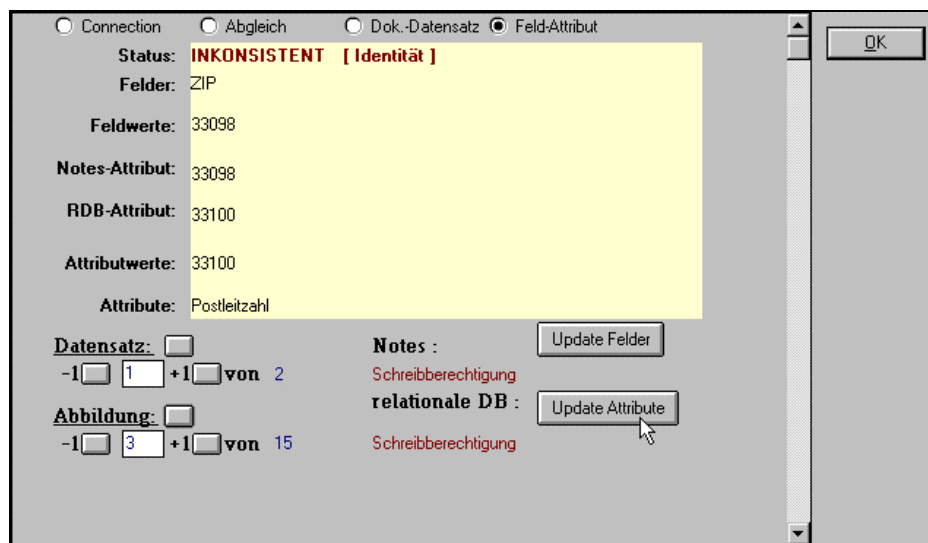 Connection Abgleich Dok.-Datensatz Feld-Attribut
OK
Status: INKONSISTENT [ Identität ]
Felder: ZIP
Feldwerte: 33098
Notes-Attribut: 33098
RDB-Attribut: 33100
Attributwerte: 33100
Attribute: Postleitzahl
Datensatz:
-1 1 +1 von 2
Abbildung:
-1 3 +1 von 15
Notes : Update Felder
Schreibberechtigung
relationale DB : Update Attribute
Schreibberechtigung